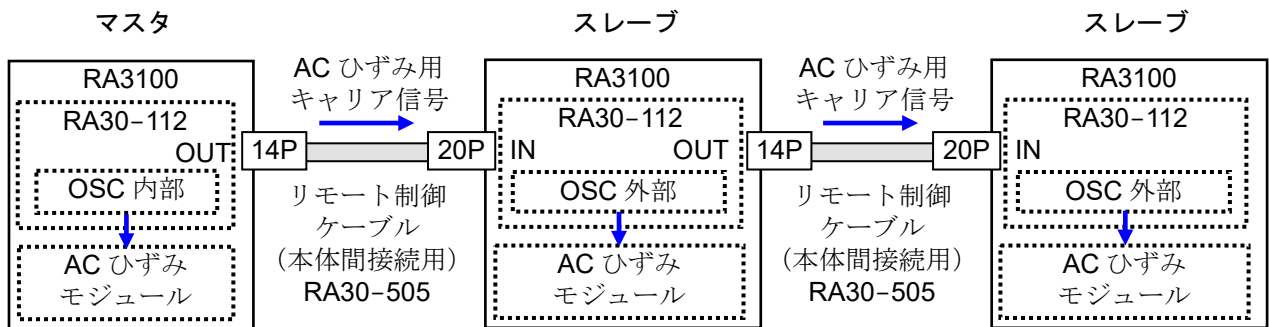 マスタ
スレーブ
スレーブ
RA3100
RA30-112
OUT
OSC 内部
AC ひずみ
モジュール
AC ひずみ用
キャリア信号
14P
20P
リモート制御
ケーブル
(本体間接続用)
RA30-505
RA3100
RA30-112
IN
OUT
OSC 外部
AC ひずみ
モジュール
AC ひずみ用
キャリア信号
14P
20P
リモート制御
ケーブル
(本体間接続用)
RA30-505
RA3100
RA30-112
IN
OSC 外部
AC ひずみ
モジュール